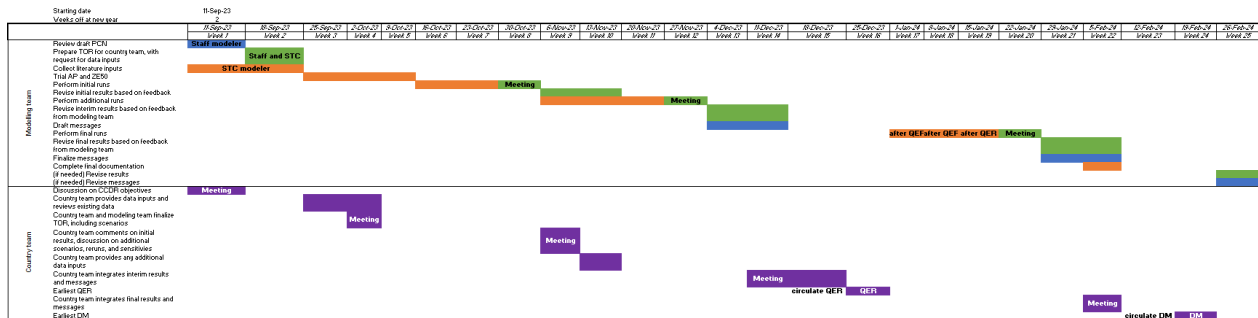 Starting date 11-Sep-23
Weeks off at new year 2
11-Sep-23 18-Sep-23 25-Sep-23 2-Oct-23 9-Oct-23 16-Oct-23 23-Oct-23 30-Oct-23 6-Nov-23 13-Nov-23 20-Nov-23 27-Nov-23 4-Dec-23 11-Dec-23 18-Dec-23 25-Dec-23 1-Jan-24 8-Jan-24 15-Jan-24 22-Jan-24 29-Jan-24 5-Feb-24 12-Feb-24 19-Feb-24 26-Feb-24
Week 1 Week 2 Week 3 Week 4 Week 5 Week 6 Week 7 Week 8 Week 9 Week 10 Week 11 Week 12 Week 13 Week 14 Week 15 Week 16 Week 17 Week 18 Week 19 Week 20 Week 21 Week 22 Week 23 Week 24 Week 25
Modeling team
Review draft PCN Staff modeler
Prepare TOR for country team, with
request for data inputs Staff and STC
Collect literature inputs STC modeler
Trial AP and ZE50
Perform initial runs Meeting
Revise initial results based on feedback
Perform additional runs Meeting
Revise interim results based on feedback
from modeling team
Draft messages
Perform final runs after QER after QEF after QER Meeting
Revise final results based on feedback
from modeling team
Finalize messages
Complete final documentation
(if needed) Revise results
(if needed) Revise messages
Country team
Discussion on CCDR objectives Meeting
Country team provides data inputs and
reviews existing data
Country team and modeling team finalize
TOR, including scenarios Meeting
Country team comments on initial
results, discussion on additional
scenarios, reruns, and sensitivies Meeting
Country team provides any additional
data inputs
Country team integrates interim results
and messages Meeting
Earliest QER circulate QER QER
Country team integrates final results and
messages Meeting
Earliest DM circulate DM DM